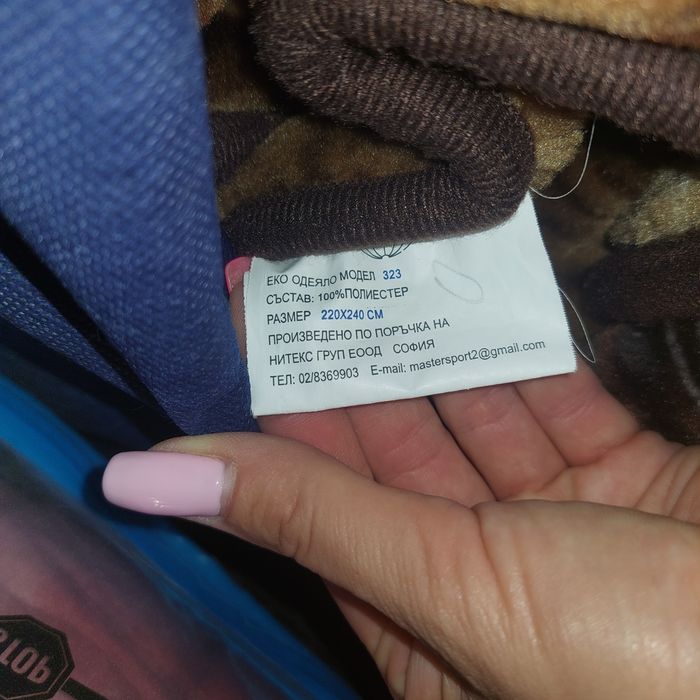 ЕКО ОДЕЯЛО МОДЕЛ 323
СЪСТАВ: 100%ПОЛИЕСТЕР
РАЗМЕР 220X240 СМ
ПРОИЗВЕДЕНО ПО ПОРЪЧКА НА
НИТЕКС ГРУП ЕООД СОФИЯ
ТЕЛ: 02/8369903 E-mail: mastersport2@gmail.com